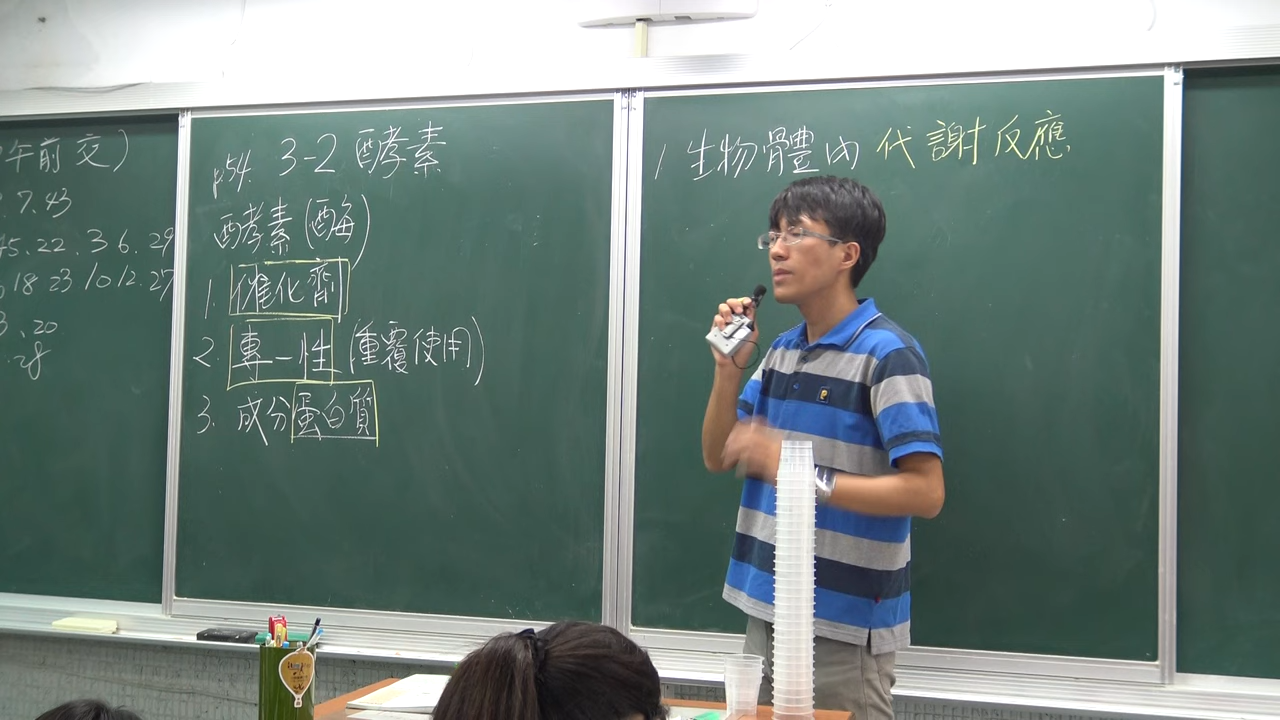 午前交)
7.43
45.22.36.29
18 23 10 12.27
3.20
28
p54. 3-2 酵素
酵素(酶)
1. 催化劑
2. 專一性(重覆使用)
3. 成分蛋白質
1 生物體內代謝反應